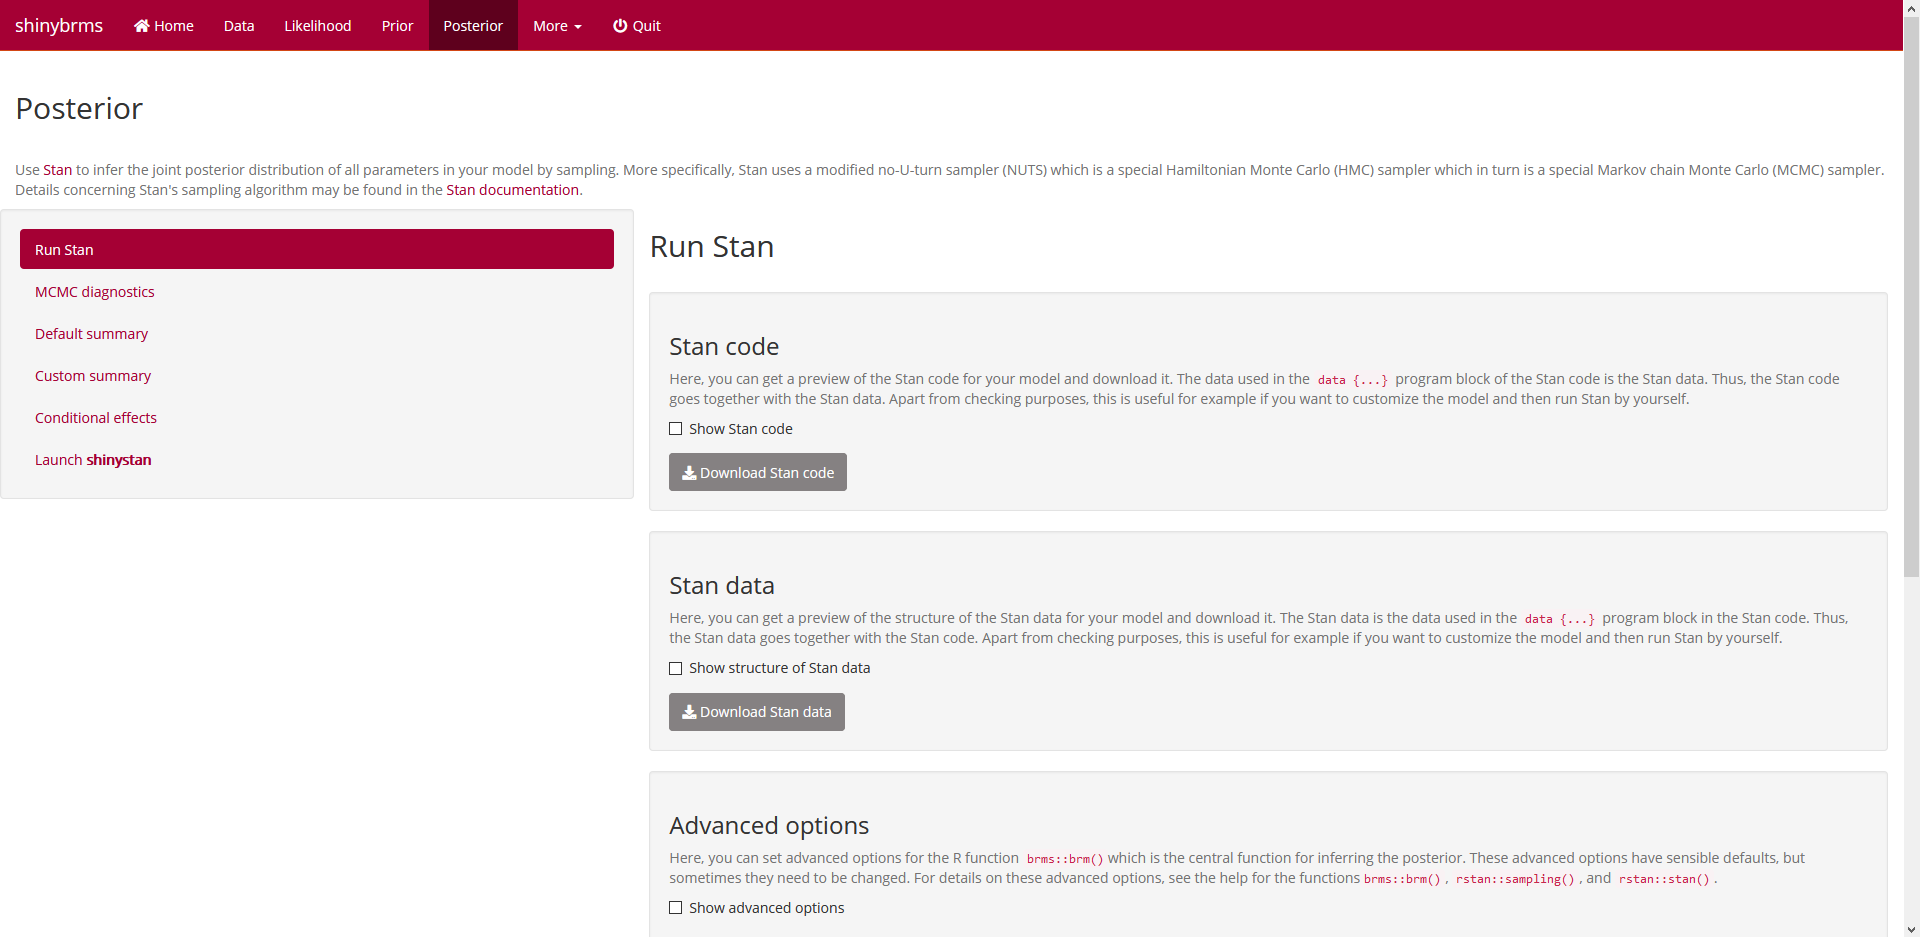 shinybrms Home Data Likelihood Prior Posterior More Quit
Posterior
Use Stan to infer the joint posterior distribution of all parameters in your model by sampling. More specifically, Stan uses a modified no-U-turn sampler (NUTS) which is a special Hamiltonian Monte Carlo (HMC) sampler which in turn is a special Markov chain Monte Carlo (MCMC) sampler.
Details concerning Stan's sampling algorithm may be found in the Stan documentation.
Run Stan
MCMC diagnostics
Default summary
Custom summary
Conditional effects
Launch shinystan
Run Stan
Stan code
Here, you can get a preview of the Stan code for your model and download it. The data used in the data {...} program block of the Stan code is the Stan data. Thus, the Stan code
goes together with the Stan data. Apart from checking purposes, this is useful for example if you want to customize the model and then run Stan by yourself.
Show Stan code
Download Stan code
Stan data
Here, you can get a preview of the structure of the Stan data for your model and download it. The Stan data is the data used in the data {...} program block in the Stan code. Thus,
the Stan data goes together with the Stan code. Apart from checking purposes, this is useful for example if you want to customize the model and then run Stan by yourself.
Show structure of Stan data
Download Stan data
Advanced options
Here, you can set advanced options for the R function brms::brm() which is the central function for inferring the posterior. These advanced options have sensible defaults, but
sometimes they need to be changed. For details on these advanced options, see the help for the functions brms::brm(), rstan::sampling(), and rstan::stan().
Show advanced options